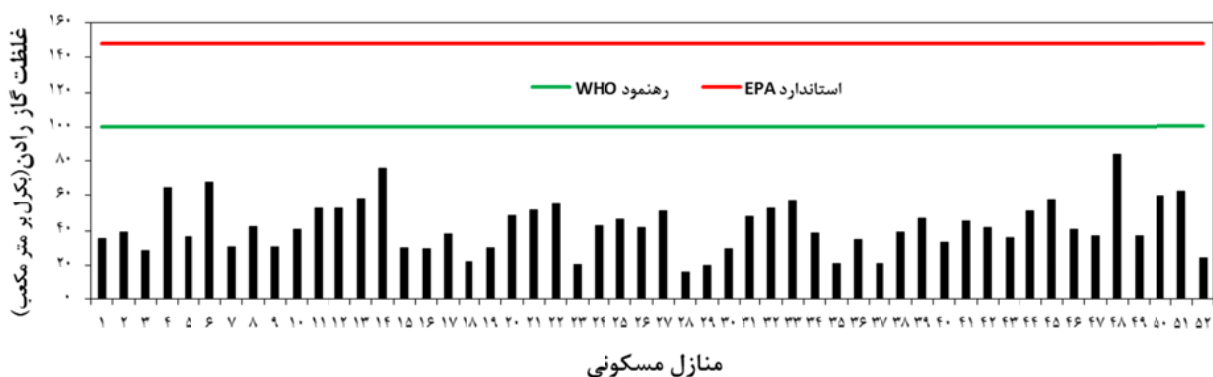 غلظت گاز رادن(بکرل بر متر مکعب)
۱۶۰
۱۴۰
۱۲۰
۱۰۰
۸۰
۶۰
۴۰
۲۰
۰
رهنمود WHO
استاندارد EPA
۱ ۲ ۳ ۴ ۵ ۶ ۷ ۸ ۹ ۱۰ ۱۱ ۱۲ ۱۳ ۱۴ ۱۵ ۱۶ ۱۷ ۱۸ ۱۹ ۲۰ ۲۱ ۲۲ ۲۳ ۲۴ ۲۵ ۲۶ ۲۷ ۲۸ ۲۹ ۳۰ ۳۱ ۳۲ ۳۳ ۳۴ ۳۵ ۳۶ ۳۷ ۳۸ ۳۹ ۴۰ ۴۱ ۴۲ ۴۳ ۴۴ ۴۵ ۴۶ ۴۷ ۴۸ ۴۹ ۵۰ ۵۱ ۵۲
منازل مسکونی